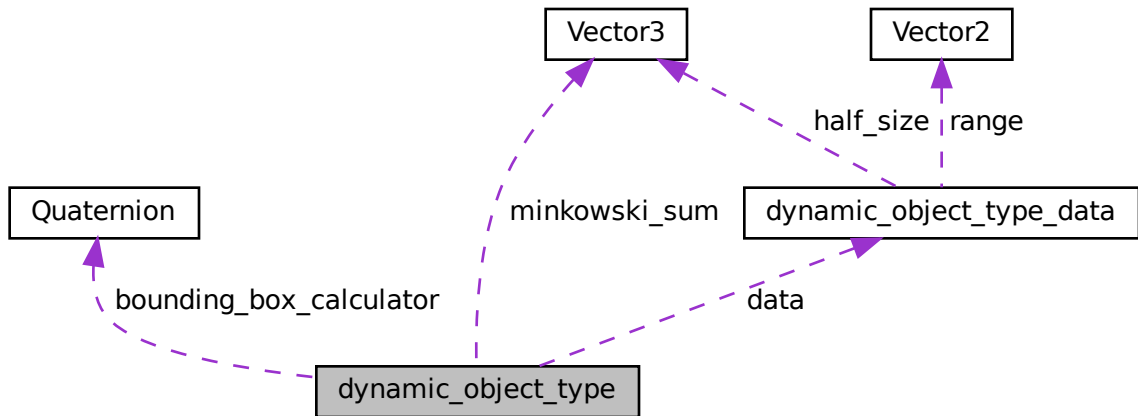 Vector3
Vector2
half_size
range
Quaternion
minkowski_sum
dynamic_object_type_data
bounding_box_calculator
data
dynamic_object_type